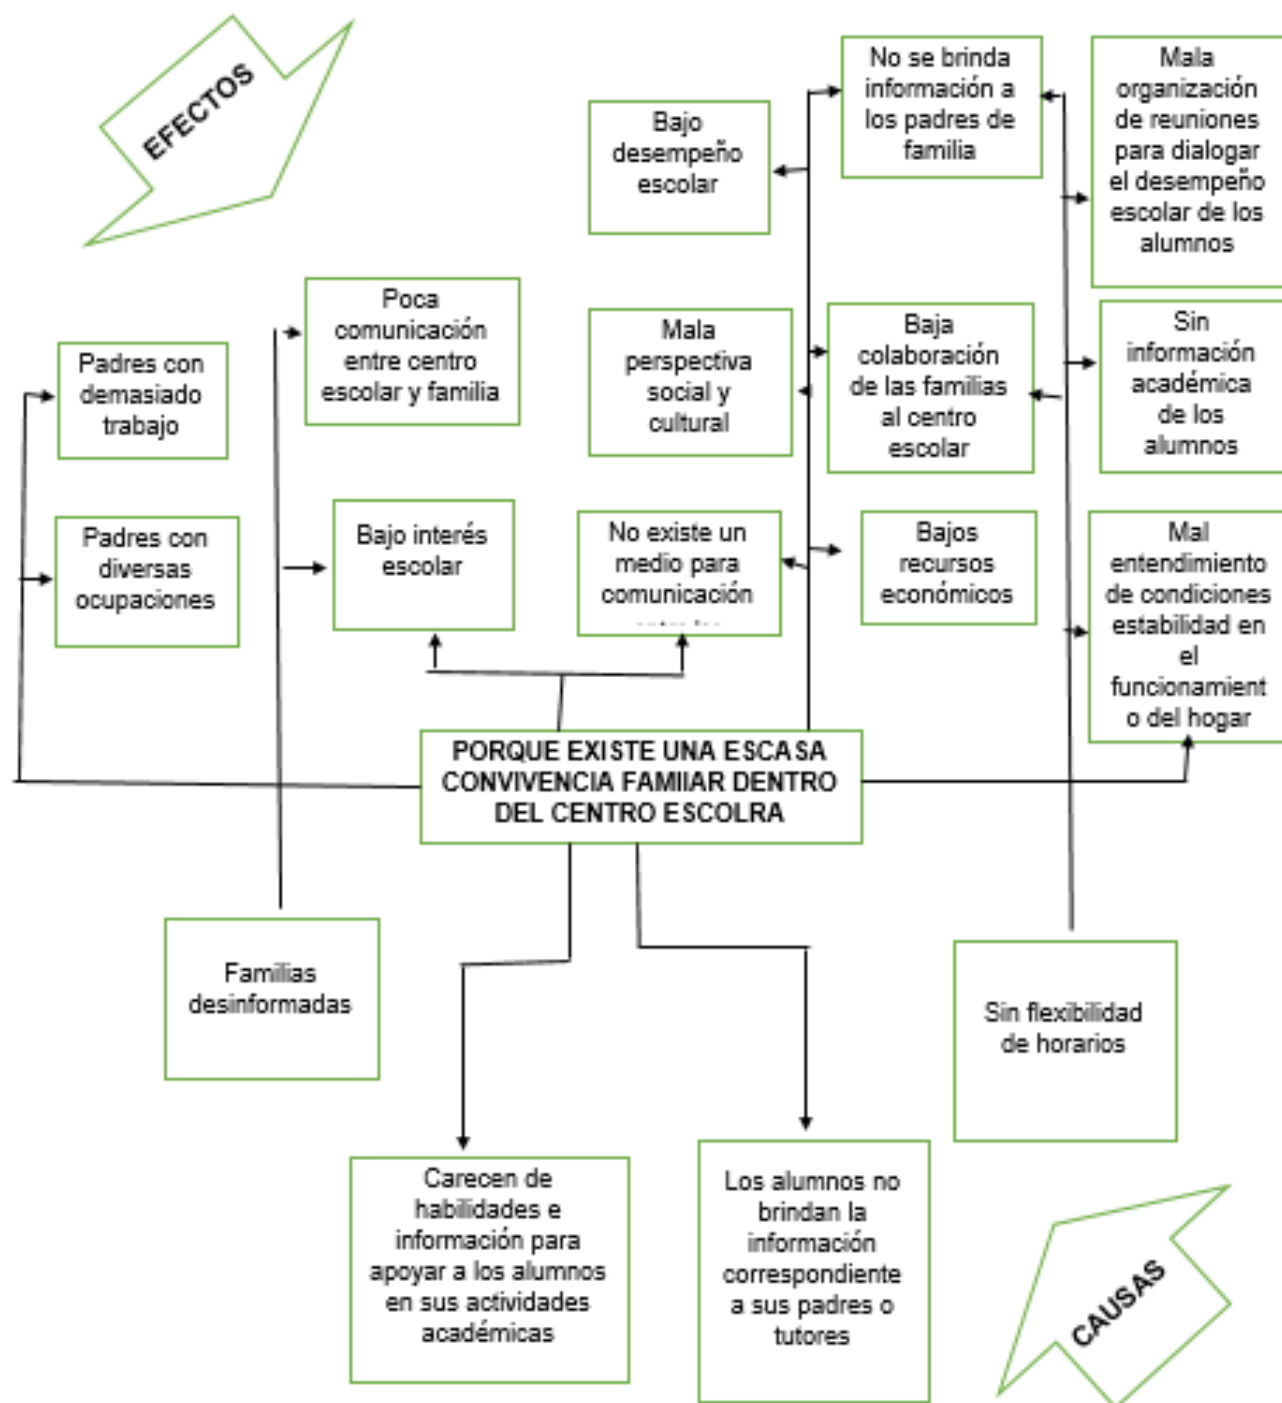 EFECTOS
No se brinda
información a
los padres de
familia
Mala
organización
de reuniones
para dialogar
el desempeño
escolar de los
alumnos
Bajo
desempeño
escolar
Poca
comunicación
entre centro
escolar y familia
Padres con
demasiado
trabajo
Mala
perspectiva
social y
cultural
Baja
colaboración
de las familias
al centro
escolar
Sin
información
académica
de los
alumnos
Padres con
diversas
ocupaciones
Bajo interés
escolar
No existe un
medio para
comunicación
Bajos
recursos
económicos
Mal
entendimiento
de condiciones
estabilidad en
el
funcionamient
o del hogar
PORQUE EXISTE UNA ESCASA
CONVIVENCIA FAMIIAR DENTRO
DEL CENTRO ESCOLRA
Familias
desinformadas
Sin flexibilidad
de horarios
Carecen de
habilidades e
información para
apoyar a los alumnos
en sus actividades
académicas
Los alumnos no
brindan la
información
correspondiente
a sus padres o
tutores
CAUSAS